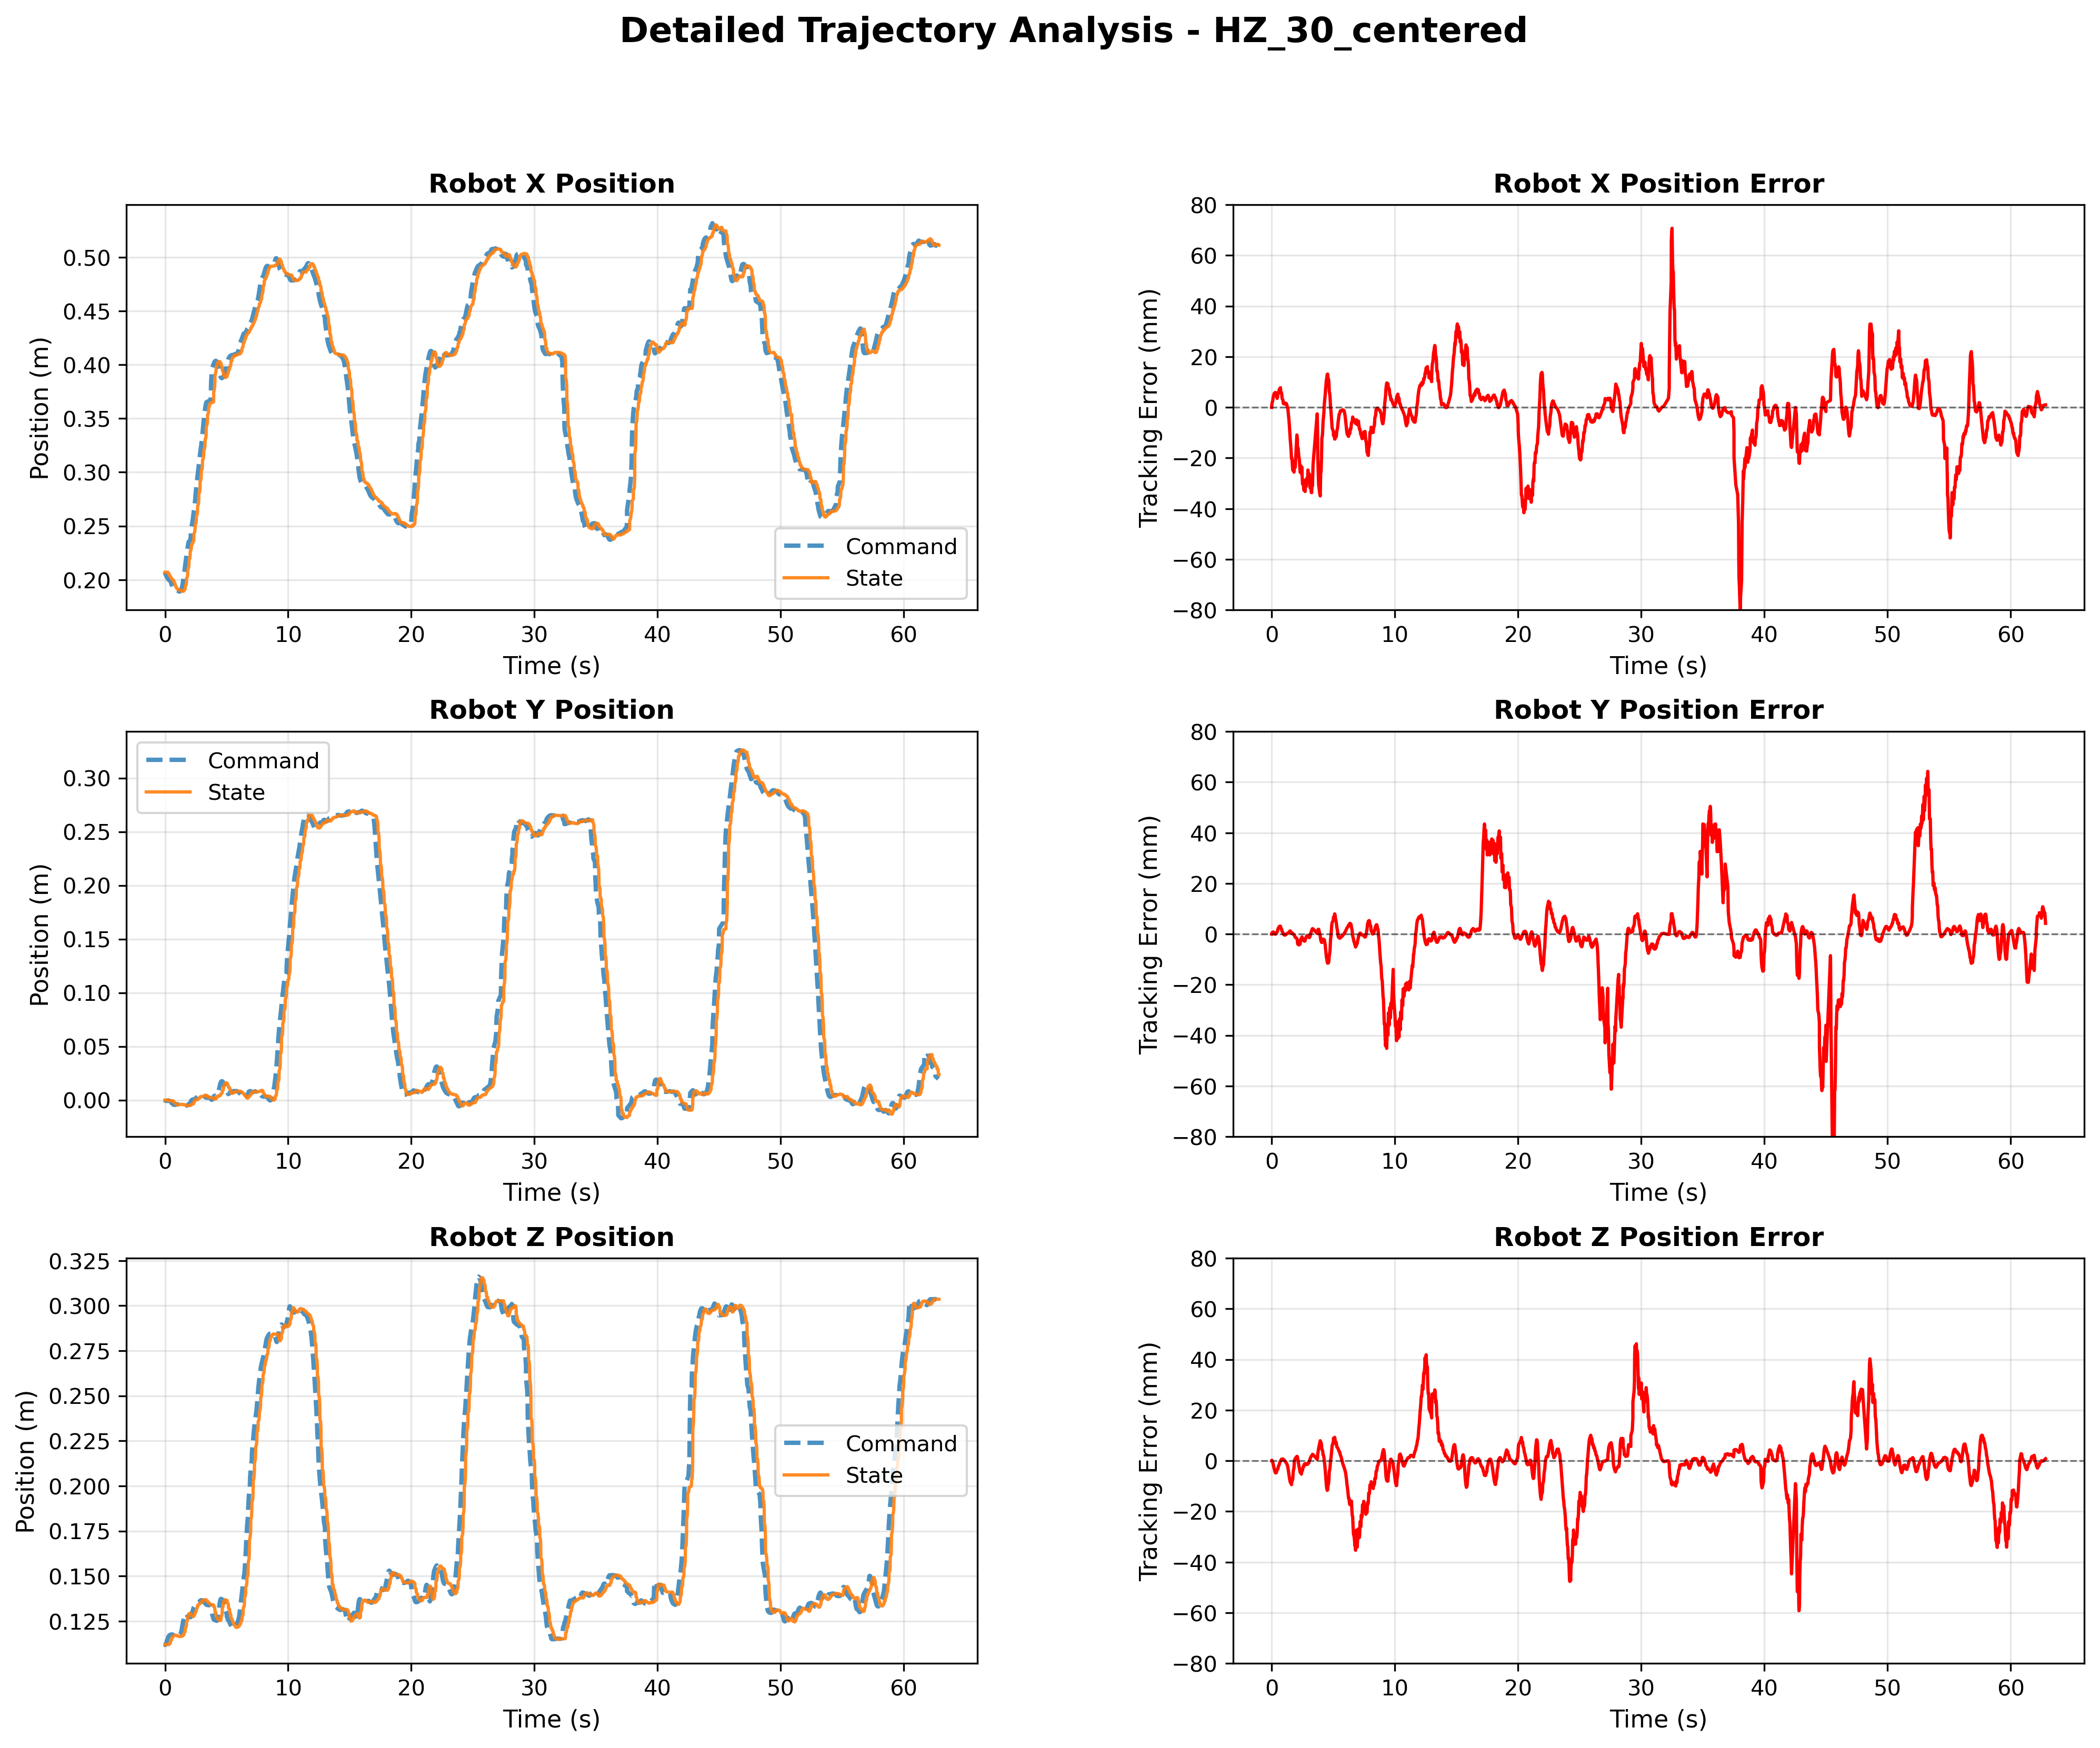 Detailed Trajectory Analysis - HZ_30_centered
Robot X Position
Position (m)
0.50
0.45
0.40
0.35
0.30
0.25
0.20
Command
State
0 10 20 30 40 50 60
Time (s)
Robot X Position Error
Tracking Error (mm)
80
60
40
20
0
−20
−40
−60
−80
0 10 20 30 40 50 60
Time (s)
Robot Y Position
Position (m)
0.30
0.25
0.20
0.15
0.10
0.05
0.00
Command
State
0 10 20 30 40 50 60
Time (s)
Robot Y Position Error
Tracking Error (mm)
80
60
40
20
0
−20
−40
−60
−80
0 10 20 30 40 50 60
Time (s)
Robot Z Position
Position (m)
0.325
0.300
0.275
0.250
0.225
0.200
0.175
0.150
0.125
Command
State
0 10 20 30 40 50 60
Time (s)
Robot Z Position Error
Tracking Error (mm)
80
60
40
20
0
−20
−40
−60
−80
0 10 20 30 40 50 60
Time (s)